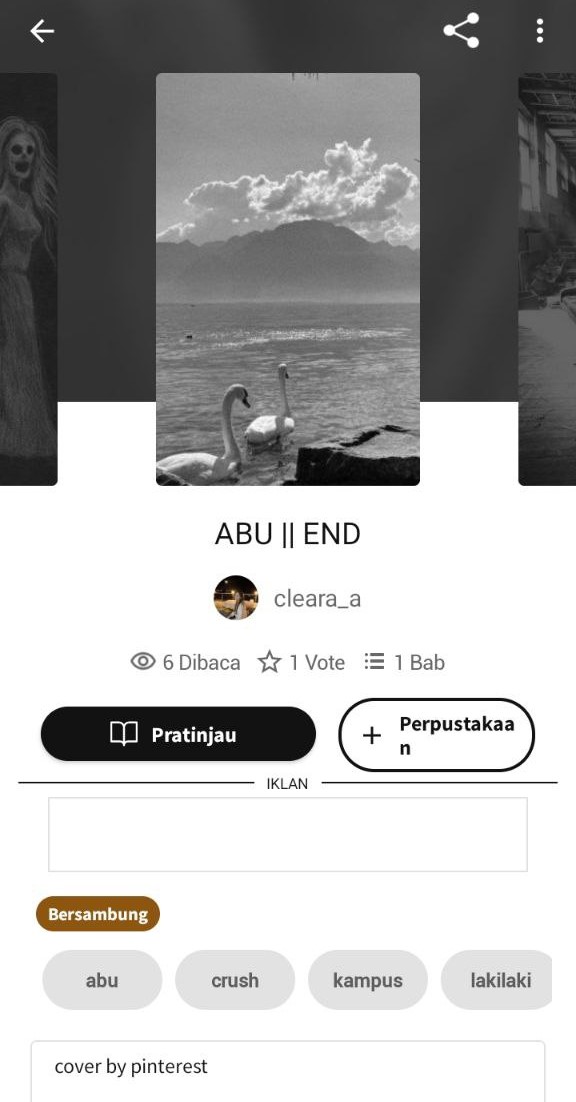 ABU || END
cleara_a
6 Dibaca 1 Vote 1 Bab
Pratinjau
Perpustakaa
n
IKLAN
Bersambung
abu crush kampus lakilaki
cover by pinterest